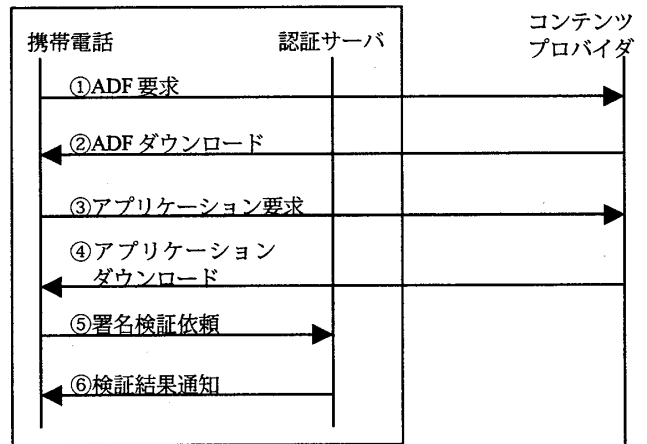 携帯電話
認証サーバ
コンテンツ
プロバイダ
①ADF 要求
②ADF ダウンロード
③アプリケーション要求
④アプリケーション
ダウンロード
⑤署名検証依頼
⑥検証結果通知